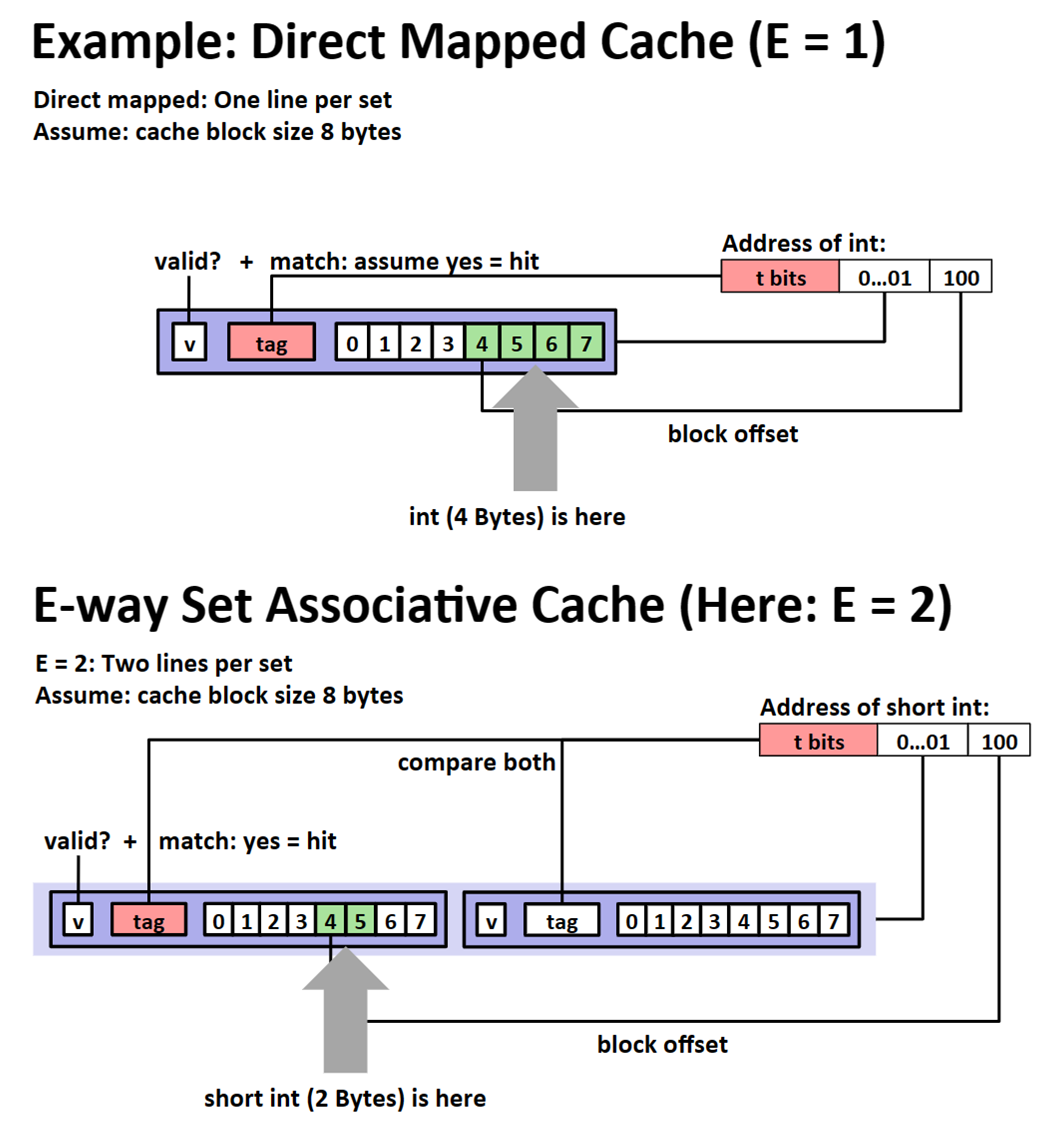 Example: Direct Mapped Cache (E = 1)
Direct mapped: One line per set
Assume: cache block size 8 bytes
Address of int:
valid? + match: assume yes = hit
t bits 0...01 100
v tag 0 1 2 3 4 5 6 7
block offset
int (4 Bytes) is here
E-way Set Associative Cache (Here: E = 2)
E = 2: Two lines per set
Assume: cache block size 8 bytes
Address of short int:
t bits 0...01 100
compare both
valid? + match: yes = hit
v tag 0 1 2 3 4 5 6 7 v tag 0 1 2 3 4 5 6 7
block offset
short int (2 Bytes) is here